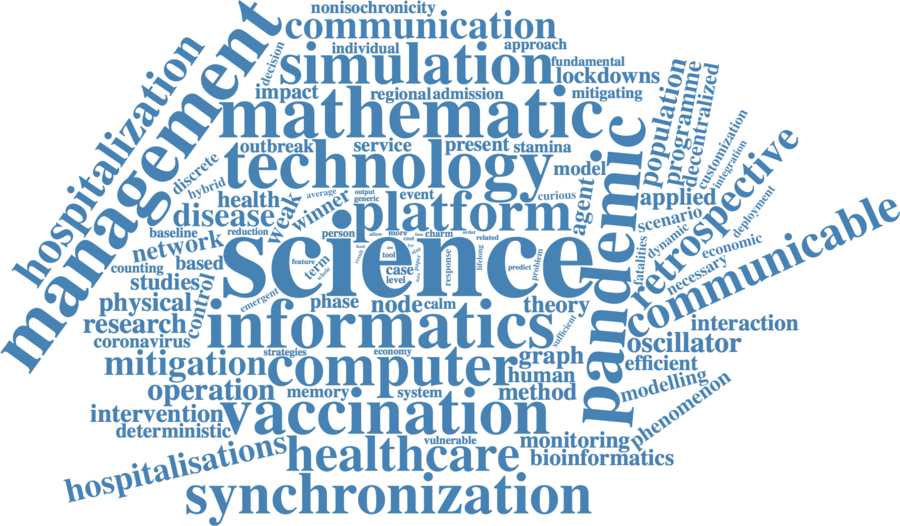 nonisochronicity
communication
individual
approach
decision
simulation
fundamental
lockdowns
management
hospitalization
impact
regional
admission
mitigating
mathematic
population
programme
decentralized
outbreak
service
present
stamina
technology
model
customization
integration
discrete
hybrid
health
weak
winner
average
output
generic
event
curious
agent
pandemic
applied
retrospective
disease
platform
scenario
deployment
baseline
reduction
person
allow
more
cost
time
charm
order
related
dynamic
network
science
economic
communicable
counting
based
feature
term
tool
case
level
response
lifelong
predict
problem
fatalities
necessary
studies
control
emergent
phase
node
calm
theory
physical
research
informatics
sufficient
interaction
coronavirus
oscillator
strategies
economy
graph
mitigation
computer
human
efficient
operation
memory
system
method
modelling
intervention
vaccination
phenomenon
deterministic
vulnerable
monitoring
hospitalisations
healthcare
bioinformatics
synchronization